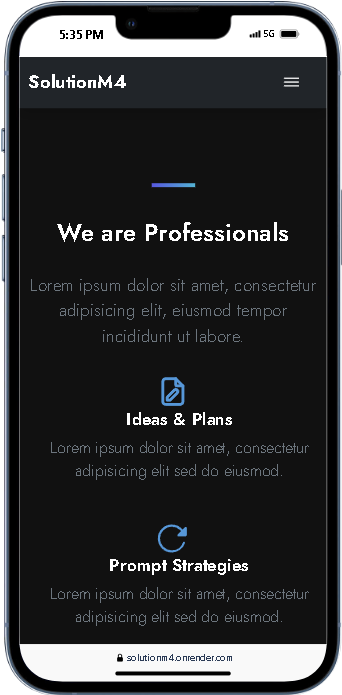 5:35 PM 5G
SolutionM4
We are Professionals
Lorem ipsum dolor sit amet, consectetur
adipisicing elit, eiusmod tempor
incididunt ut labore.
Ideas & Plans
Lorem ipsum dolor sit amet, consectetur
adipisicing elit sed do eiusmod.
Prompt Strategies
Lorem ipsum dolor sit amet, consectetur
adipisicing elit sed do eiusmod.
solutionm4.onrender.com